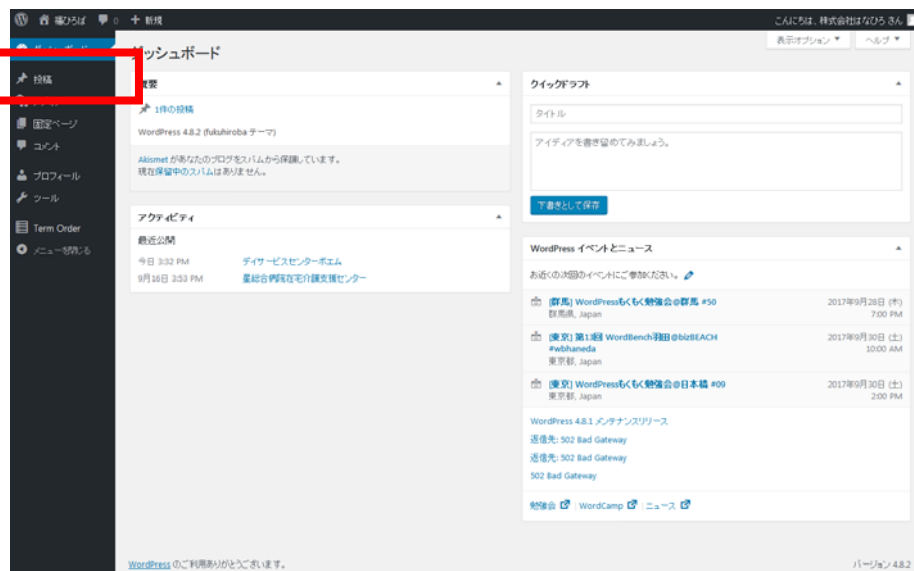 福ひろば 0 新規
こんにちは、株式会社はなひろ さん
表示オプション ▼ ヘルプ ▼
ダッシュボード
投稿
固定ページ
コメント
プロフィール
ツール
Term Order
メニューを閉じる
概要
1件の投稿
WordPress 4.8.2 (fukuhiroba テーマ)
Akismet があなたのブログをスパムから保護しています。
現在保留中のスパムはありません。
アクティビティ
最近公開
今日 3:32 PM デイサービスセンターポエム
9月16日 3:53 PM 星総合病院在宅介護支援センター
クイックドラフト
タイトル
アイディアを書き留めてみましょう。
下書きとして保存
WordPress イベントとニュース
お近くの次回のイベントにご参加ください。
[群馬] WordPressもくもく勉強会@群馬 #50 2017年9月28日 (木)
群馬県, Japan 7:00 PM
[東京] 第13回 WordBench羽田@bizBEACH 2017年9月30日 (土)
#wbhaneda 10:00 AM
東京都, Japan
[東京] WordPressもくもく勉強会@日本橋 #09 2017年9月30日 (土)
東京都, Japan 2:00 PM
WordPress 4.8.1 メンテナンスリリース
返信先: 502 Bad Gateway
返信先: 502 Bad Gateway
502 Bad Gateway
勉強会 | WordCamp | ニュース
WordPress のご利用ありがとうございます。
バージョン 4.8.2